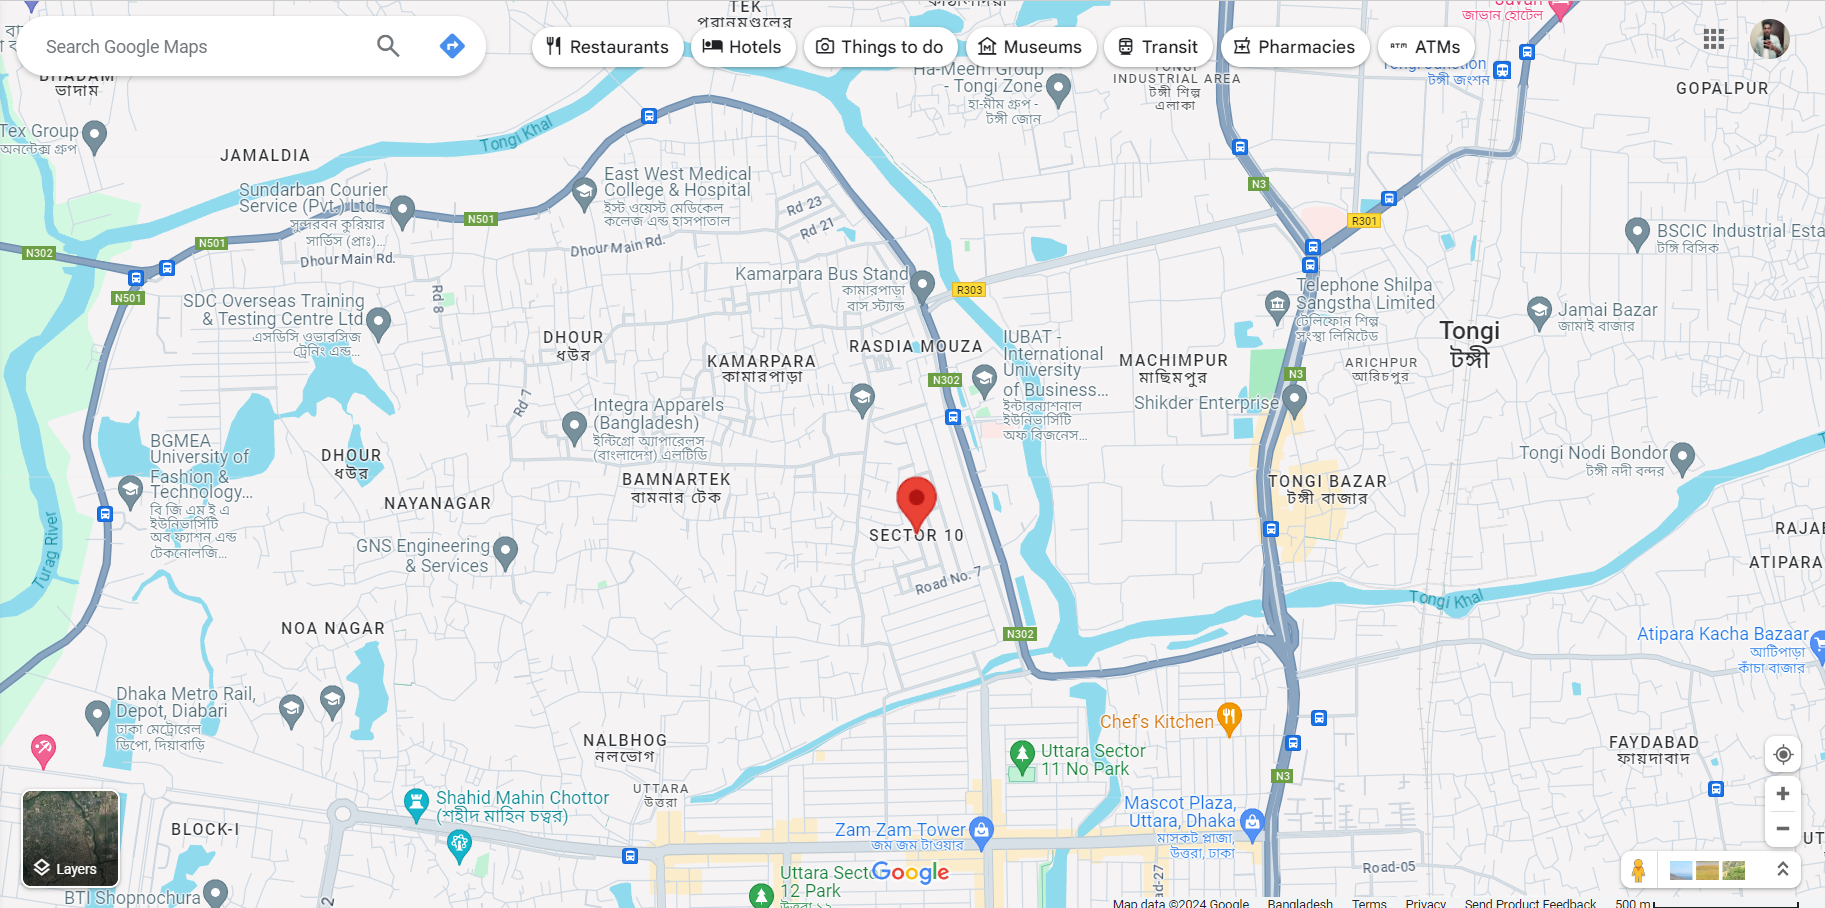 Search Google Maps
Restaurants
Hotels
Things to do
Museums
Transit
Pharmacies
ATMs
TEK
পরানমণ্ডলের
জাভান হোটেল
BHADAM
ভাদাম
Ha-Meem Group
- Tongi Zone
হা-মীম গ্রুপ -
টঙ্গী জোন
INDUSTRIAL AREA
টঙ্গী শিল্প
এলাকা
Tongi Junction
টঙ্গী জংশন
GOPALPUR
Tex Group
অনন্টেক্স গ্রুপ
JAMALDIA
Tongi Khal
East West Medical
College & Hospital
ইস্ট ওয়েস্ট মেডিকেল
কলেজ এন্ড হাসপাতাল
Sundarban Courier
Service (Pvt.) Ltd...
সুন্দরবন কুরিয়ার
সার্ভিস (প্রাঃ)...
Dhour Main Rd.
N501
N501
N302
N501
Dhour Main Rd.
Rd 23
Rd 21
N3
R301
BSCIC Industrial Esta
টঙ্গি বিসিক
Kamarpara Bus Stand
কামারপাড়া
বাস স্ট্যান্ড
R303
Rd 8
SDC Overseas Training
& Testing Centre Ltd
এসডিসি ওভারসিজ
ট্রেনিং এন্ড...
Telephone Shilpa
Sangstha Limited
টেলিফোন শিল্প
সংস্থা লিমিটেড
Jamai Bazar
জামাই বাজার
Tongi
টঙ্গী
DHOUR
ধউর
KAMARPARA
কামারপাড়া
RASDIA MOUZA
IUBAT -
International
University
of Business...
ইন্টারন্যাশনাল
ইউনিভার্সিটি
অফ বিজনেস...
MACHIMPUR
মাছিমপুর
ARICHPUR
আরিচপুর
N302
N3
Shikder Enterprise
Rd 7
Integra Apparels
(Bangladesh)
ইন্টিগ্রো অ্যাপারেলস
(বাংলাদেশ) এলটিডি
BGMEA
University of
Fashion &
Technology...
বি জি এম ই এ
ইউনিভার্সিটি
অব ফ্যাশন এন্ড
টেকনোলজি...
DHOUR
ধউর
NAYANAGAR
BAMNARTEK
বামনার টেক
TONGI BAZAR
টঙ্গী বাজার
Tongi Nodi Bondor
টঙ্গী নদী বন্দর
SECTOR 10
RAJAB
ATIPARA
GNS Engineering
& Services
Turag River
Road No. 7
Tongi Khal
NOA NAGAR
N302
Atipara Kacha Bazaar
আটিপাড়া
কাঁচা বাজার
Dhaka Metro Rail,
Depot, Diabari
ঢাকা মেট্রোরেল
ডিপো, দিয়াবাড়ি
Chef's Kitchen
NALBHOG
নলভোগ
Uttara Sector
11 No Park
FAYDABAD
ফায়দাবাদ
N3
UTTARA
উত্তরা
Shahid Mahin Chottor
(শহীদ মাহিন চত্বর)
Mascot Plaza,
Uttara, Dhaka
মাসকট প্লাজা,
উত্তরা, ঢাকা
BLOCK-I
Zam Zam Tower
জম জম টাওয়ার
Layers
Uttara Sector
12 Park
Google
Road-05
BTI Shopnochura
Map data ©2024 Google
Bangladesh
Terms
Privacy
Send Product Feedback
500 m